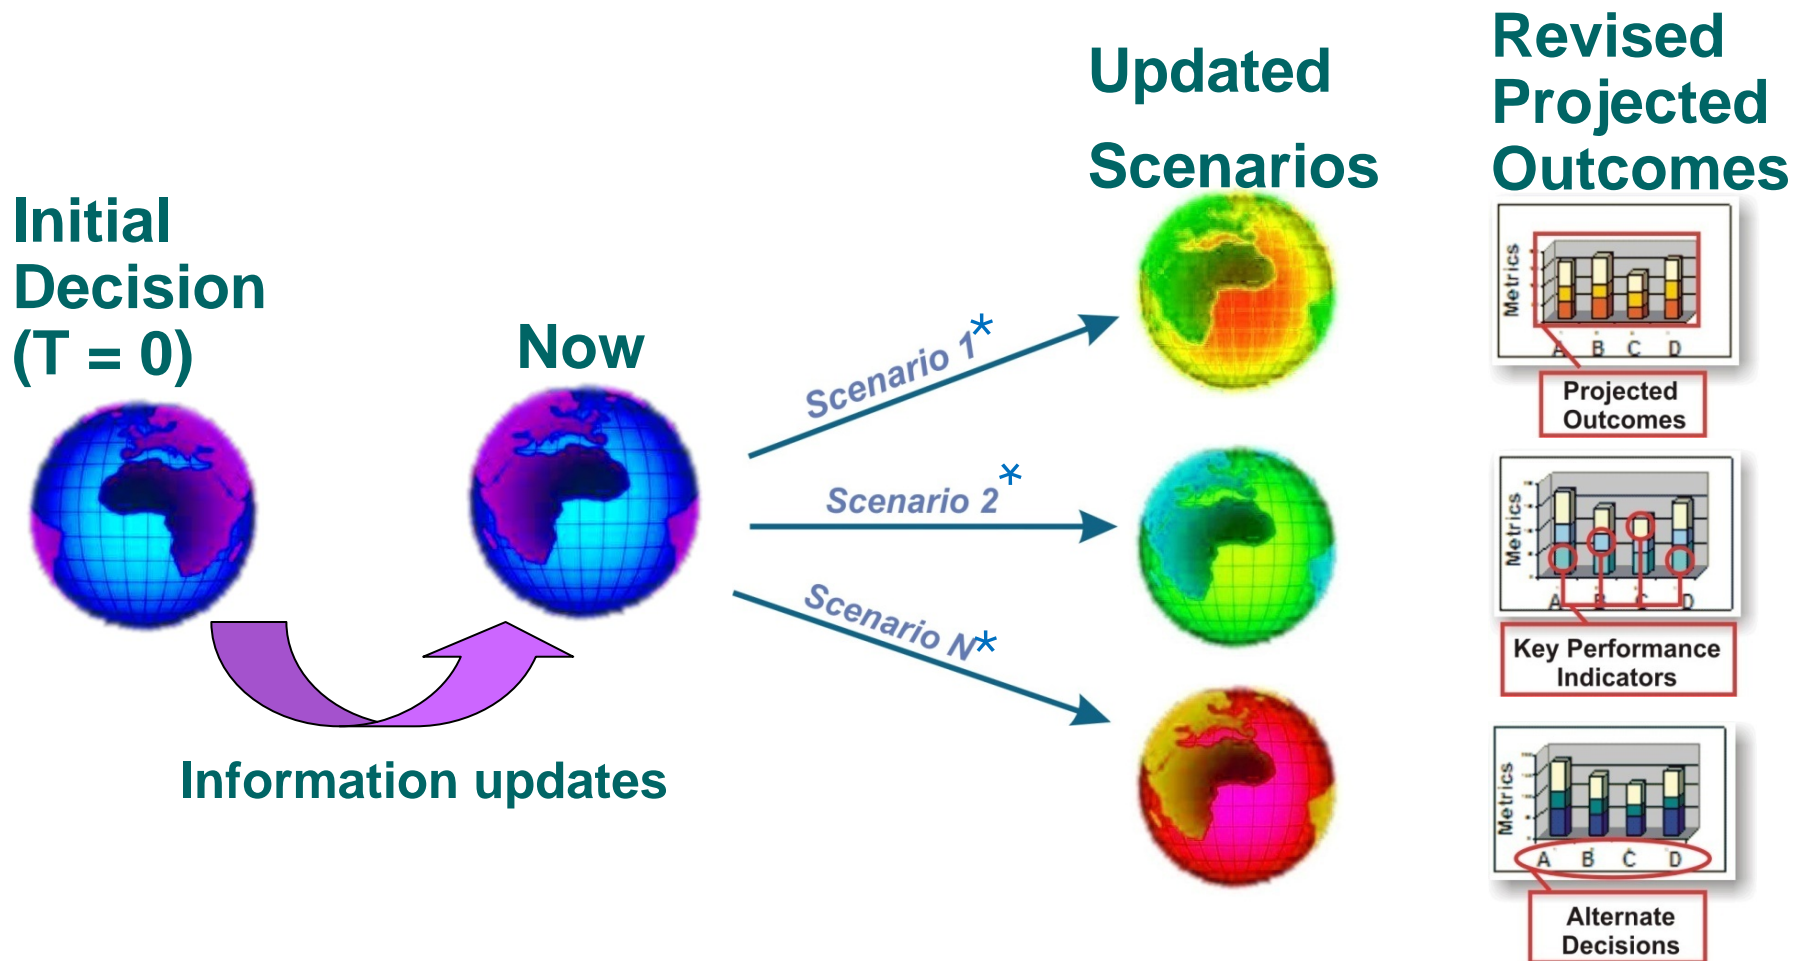 Initial
Decision
(T = 0)
Now
Information updates
Scenario 1*
Scenario 2*
Scenario N*
Updated
Scenarios
Revised
Projected
Outcomes
Metrics
A B C D
Projected
Outcomes
Metrics
A B C D
Key Performance
Indicators
Metrics
A B C D
Alternate
Decisions